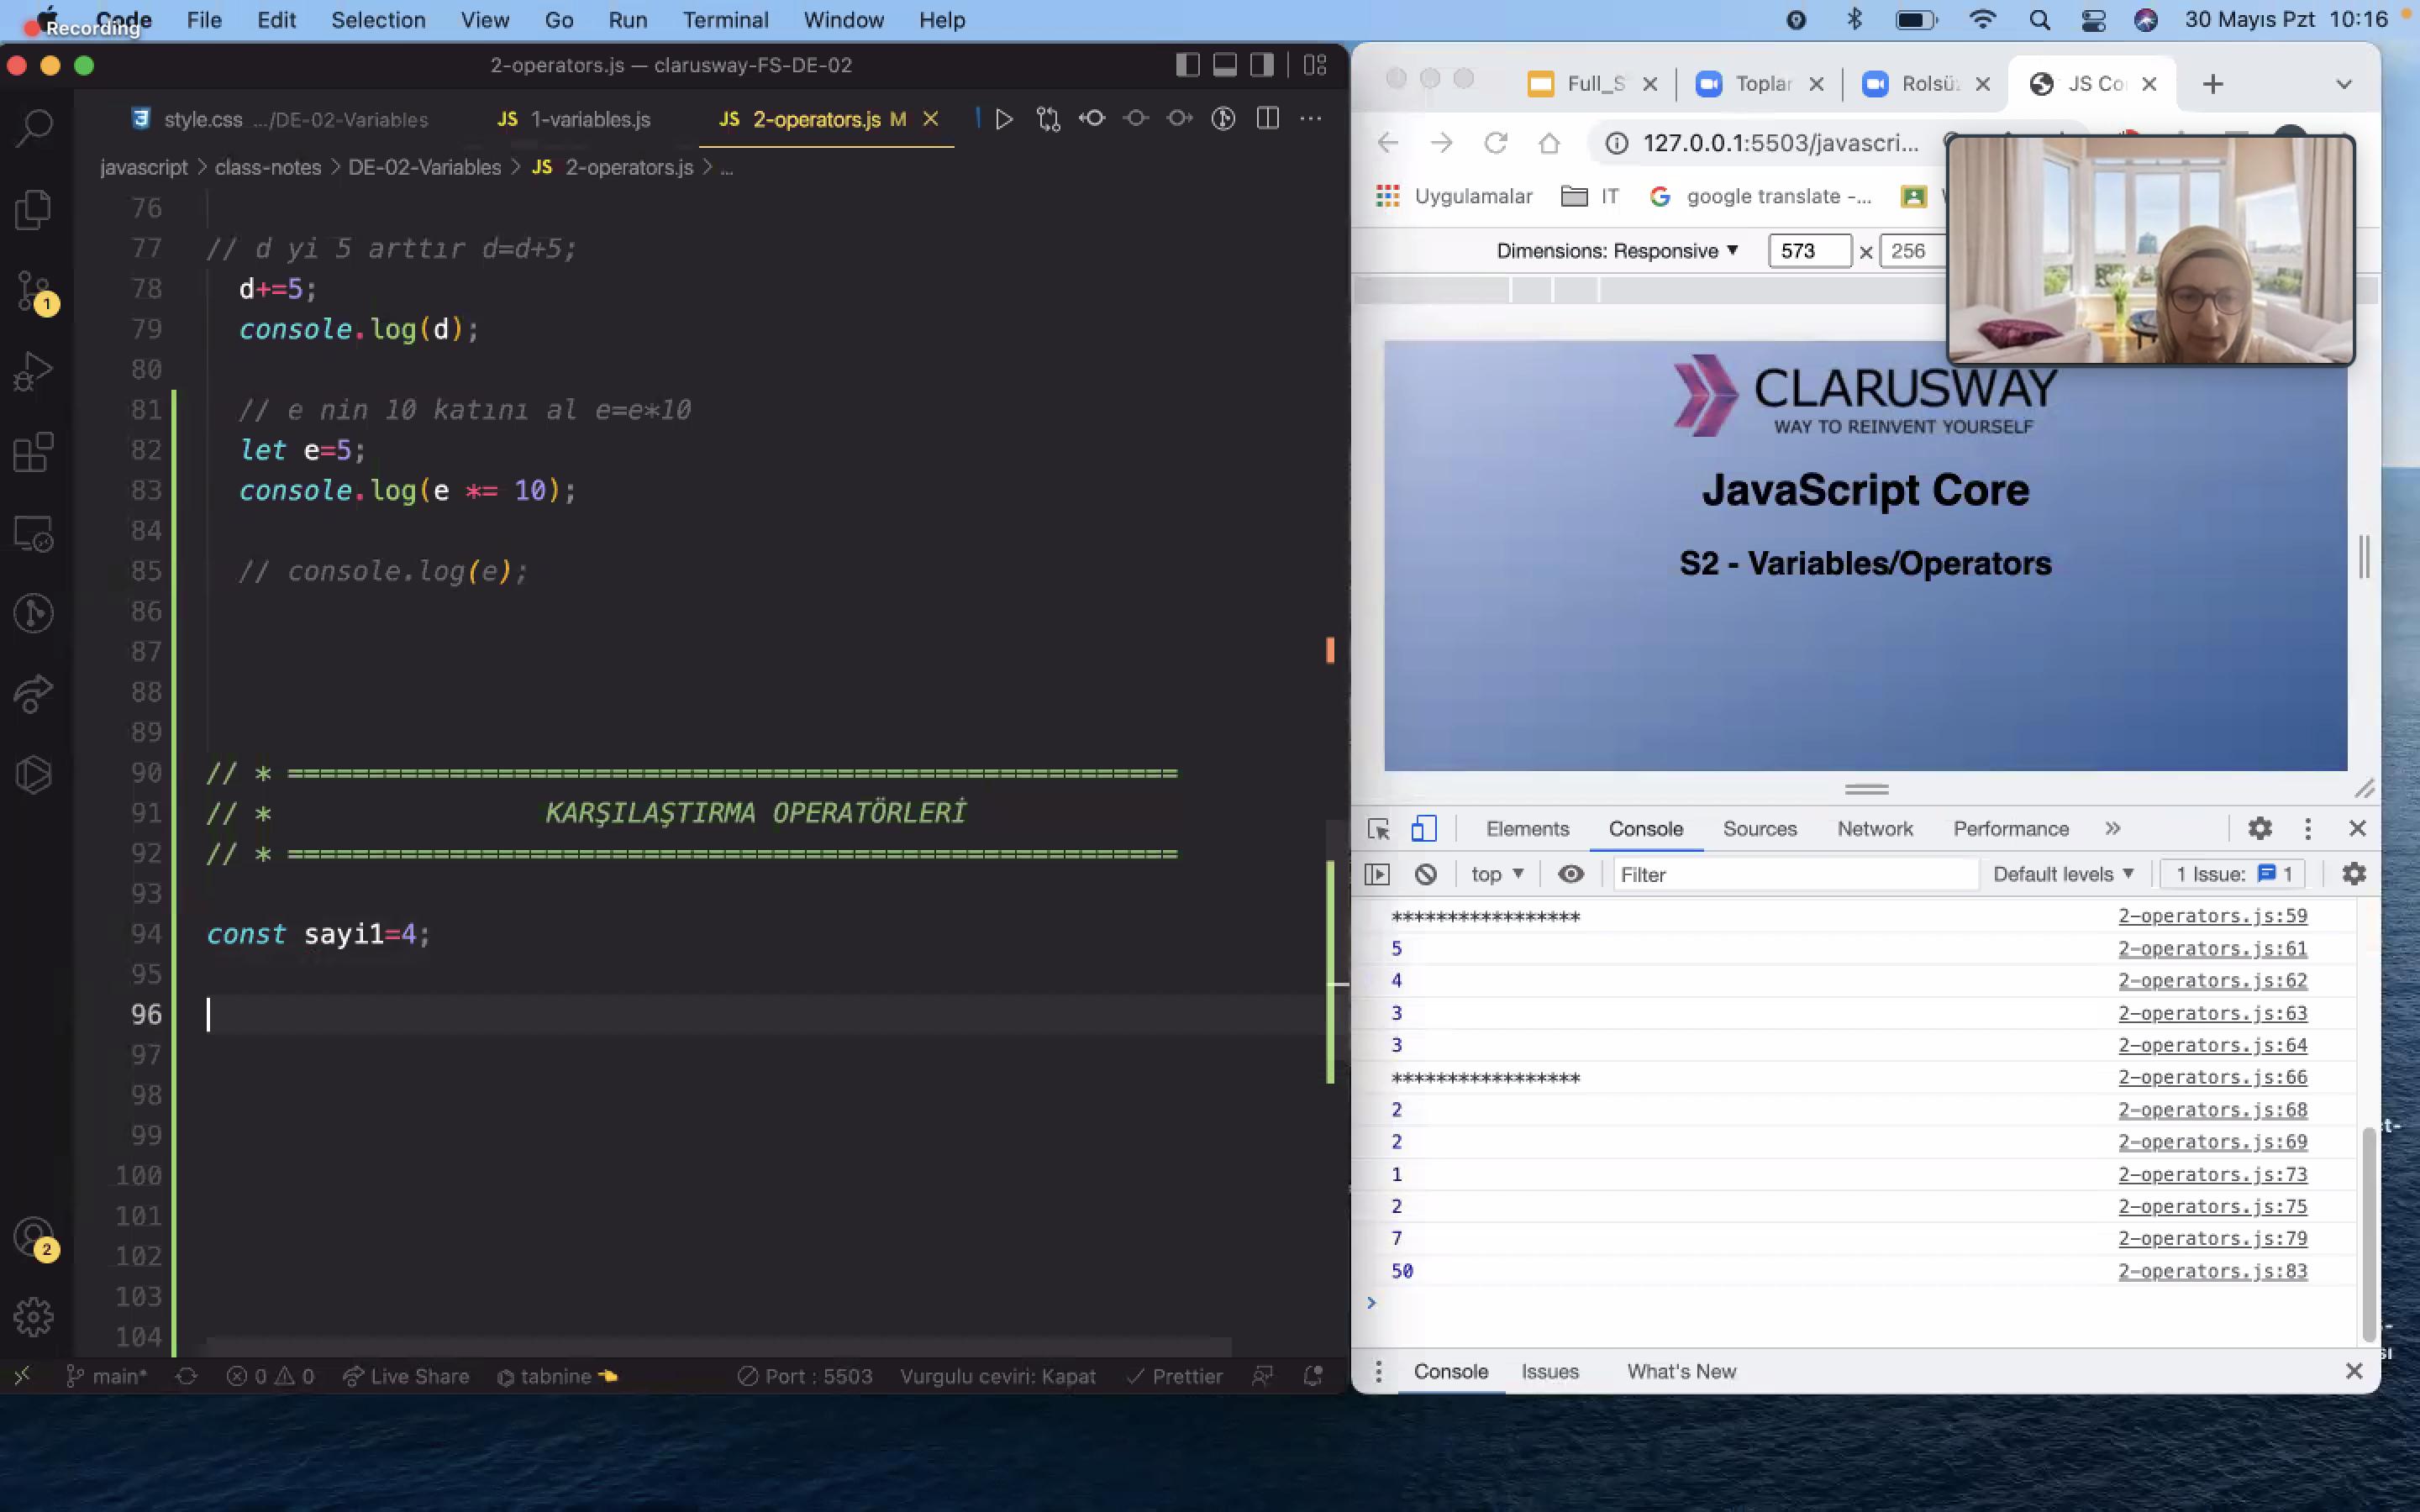 Recording
Code File Edit Selection View Go Run Terminal Window Help
30 Mayıs Pzt 10:16
2-operators.js — clarusway-FS-DE-02
style.css .../DE-02-Variables JS 1-variables.js JS 2-operators.js M
javascript > class-notes > DE-02-Variables > JS 2-operators.js > ...
76
77 // d yi 5 arttır d=d+5;
78 d+=5;
79 console.log(d);
80
81 // e nin 10 katını al e=e*10
82 let e=5;
83 console.log(e *= 10);
84
85 // console.log(e);
86
87
88
89
90 // * =======================================================
91 // * KARŞILAŞTIRMA OPERATÖRLERİ
92 // * =======================================================
93
94 const sayi1=4;
95
96
97
98
99
100
101
102
103
104
1
2
main* 0 0 Live Share tabnine Port : 5503 Vurgulu ceviri: Kapat Prettier
Full_S Toplar Rolsü JS Co
127.0.0.1:5503/javascri...
Uygulamalar IT google translate -...
Dimensions: Responsive 573 x 256
CLARUSWAY
WAY TO REINVENT YOURSELF
JavaScript Core
S2 - Variables/Operators
Elements Console Sources Network Performance
top Filter Default levels 1 Issue: 1
***************** 2-operators.js:59
5 2-operators.js:61
4 2-operators.js:62
3 2-operators.js:63
3 2-operators.js:64
***************** 2-operators.js:66
2 2-operators.js:68
2 2-operators.js:69
1 2-operators.js:73
2 2-operators.js:75
7 2-operators.js:79
50 2-operators.js:83
>
Console Issues What's New